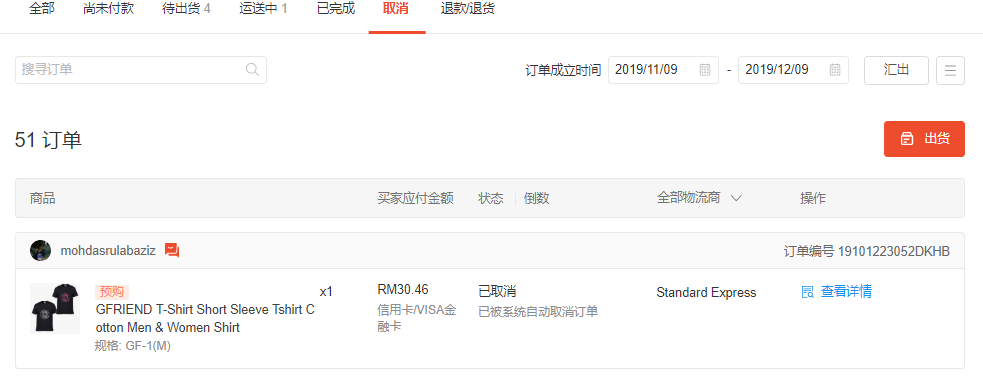 全部 尚未付款 待出货 4 运送中 1 已完成 取消 退款/退货
搜寻订单 订单成立时间 2019/11/09 - 2019/12/09 汇出
51 订单 出货
商品 买家应付金额 状态 倒数 全部物流商 操作
mohdasrulabaziz 订单编号 19101223052DKHB
预购 x1 RM30.46 已取消 Standard Express 查看详情
GFRIEND T-Shirt Short Sleeve Tshirt C 信用卡/VISA金 已被系统自动取消订单
otton Men & Women Shirt 融卡
规格: GF-1(M)